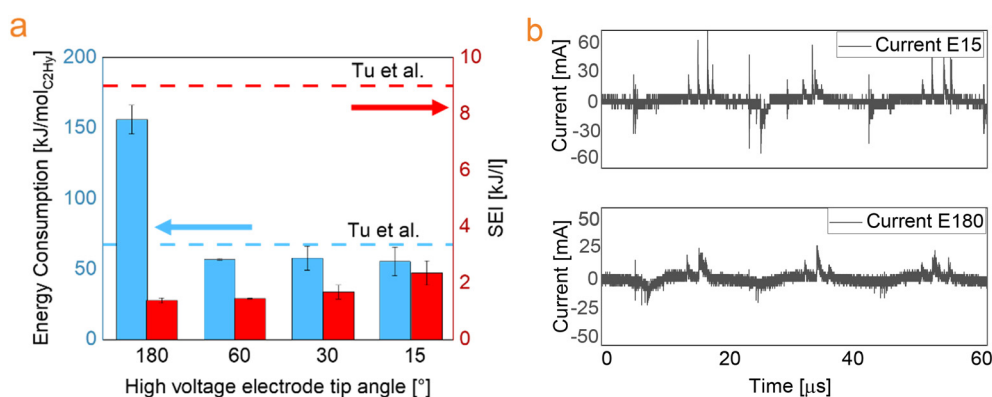 a
Energy Consumption [kJ/mol_C2Hy]
200
150
100
50
0
Tu et al.
Tu et al.
10
8
6
4
2
0
SEI [kJ/l]
180 60 30 15
High voltage electrode tip angle [°]
b
Current [mA]
60
30
0
-30
-60
Current E15
Current [mA]
50
25
0
-25
-50
Current E180
0 20 40 60
Time [μs]